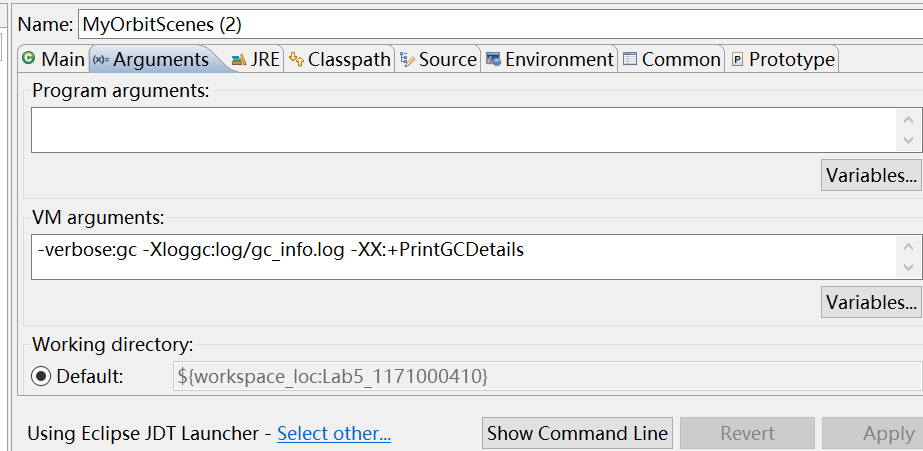 Name: MyOrbitScenes (2)
Main (x)= Arguments JRE Classpath Source Environment Common Prototype
Program arguments:
Variables...
VM arguments:
-verbose:gc -Xloggc:log/gc_info.log -XX:+PrintGCDetails
Variables...
Working directory:
Default: ${workspace_loc:Lab5_1171000410}
Using Eclipse JDT Launcher - Select other... Show Command Line Revert Apply